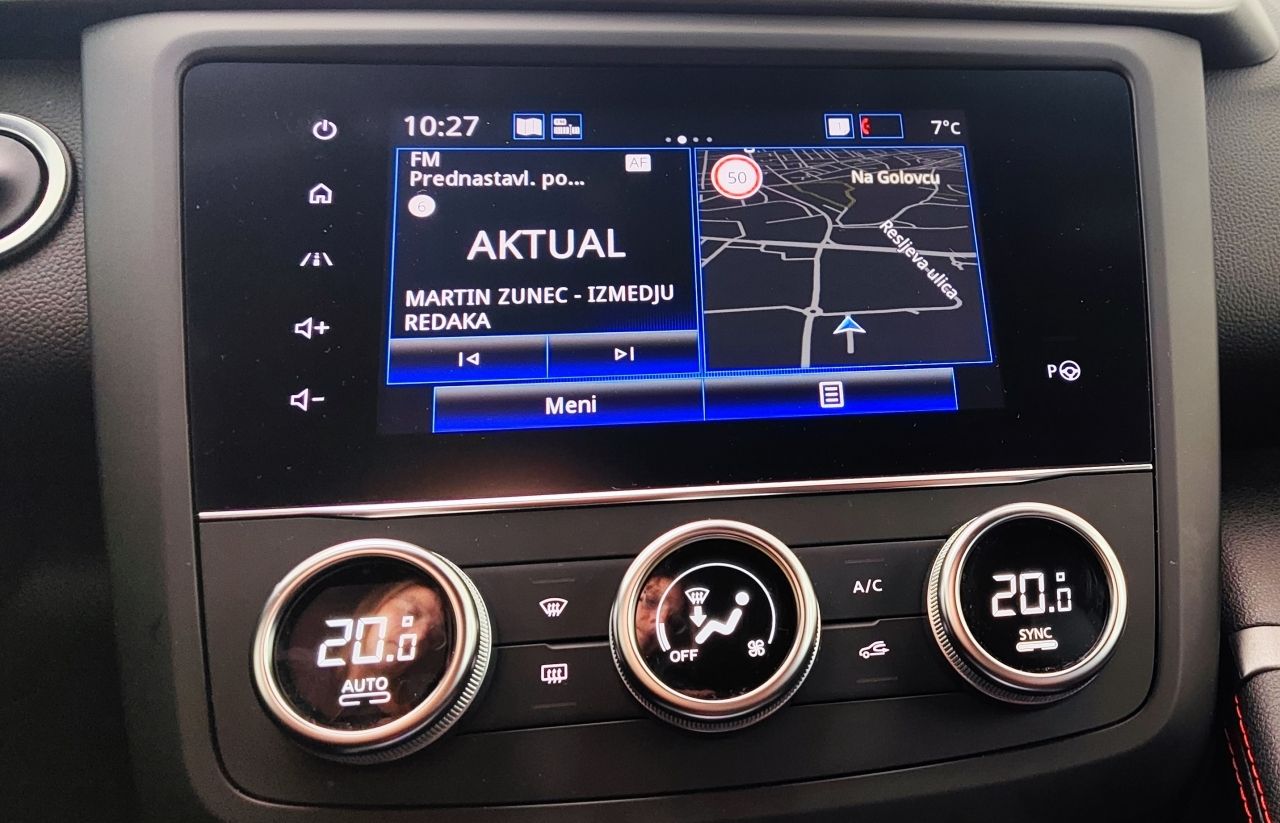 10:27
7°c
FM
AF
Prednastavl. po...
6
AKTUAL
MARTIN ZUNEC - IZMEDJU
REDAKA
50
Na Golovcu
Resljeva ulica
Meni
P
20.0°
AUTO
OFF
A/C
20.0°
SYNC